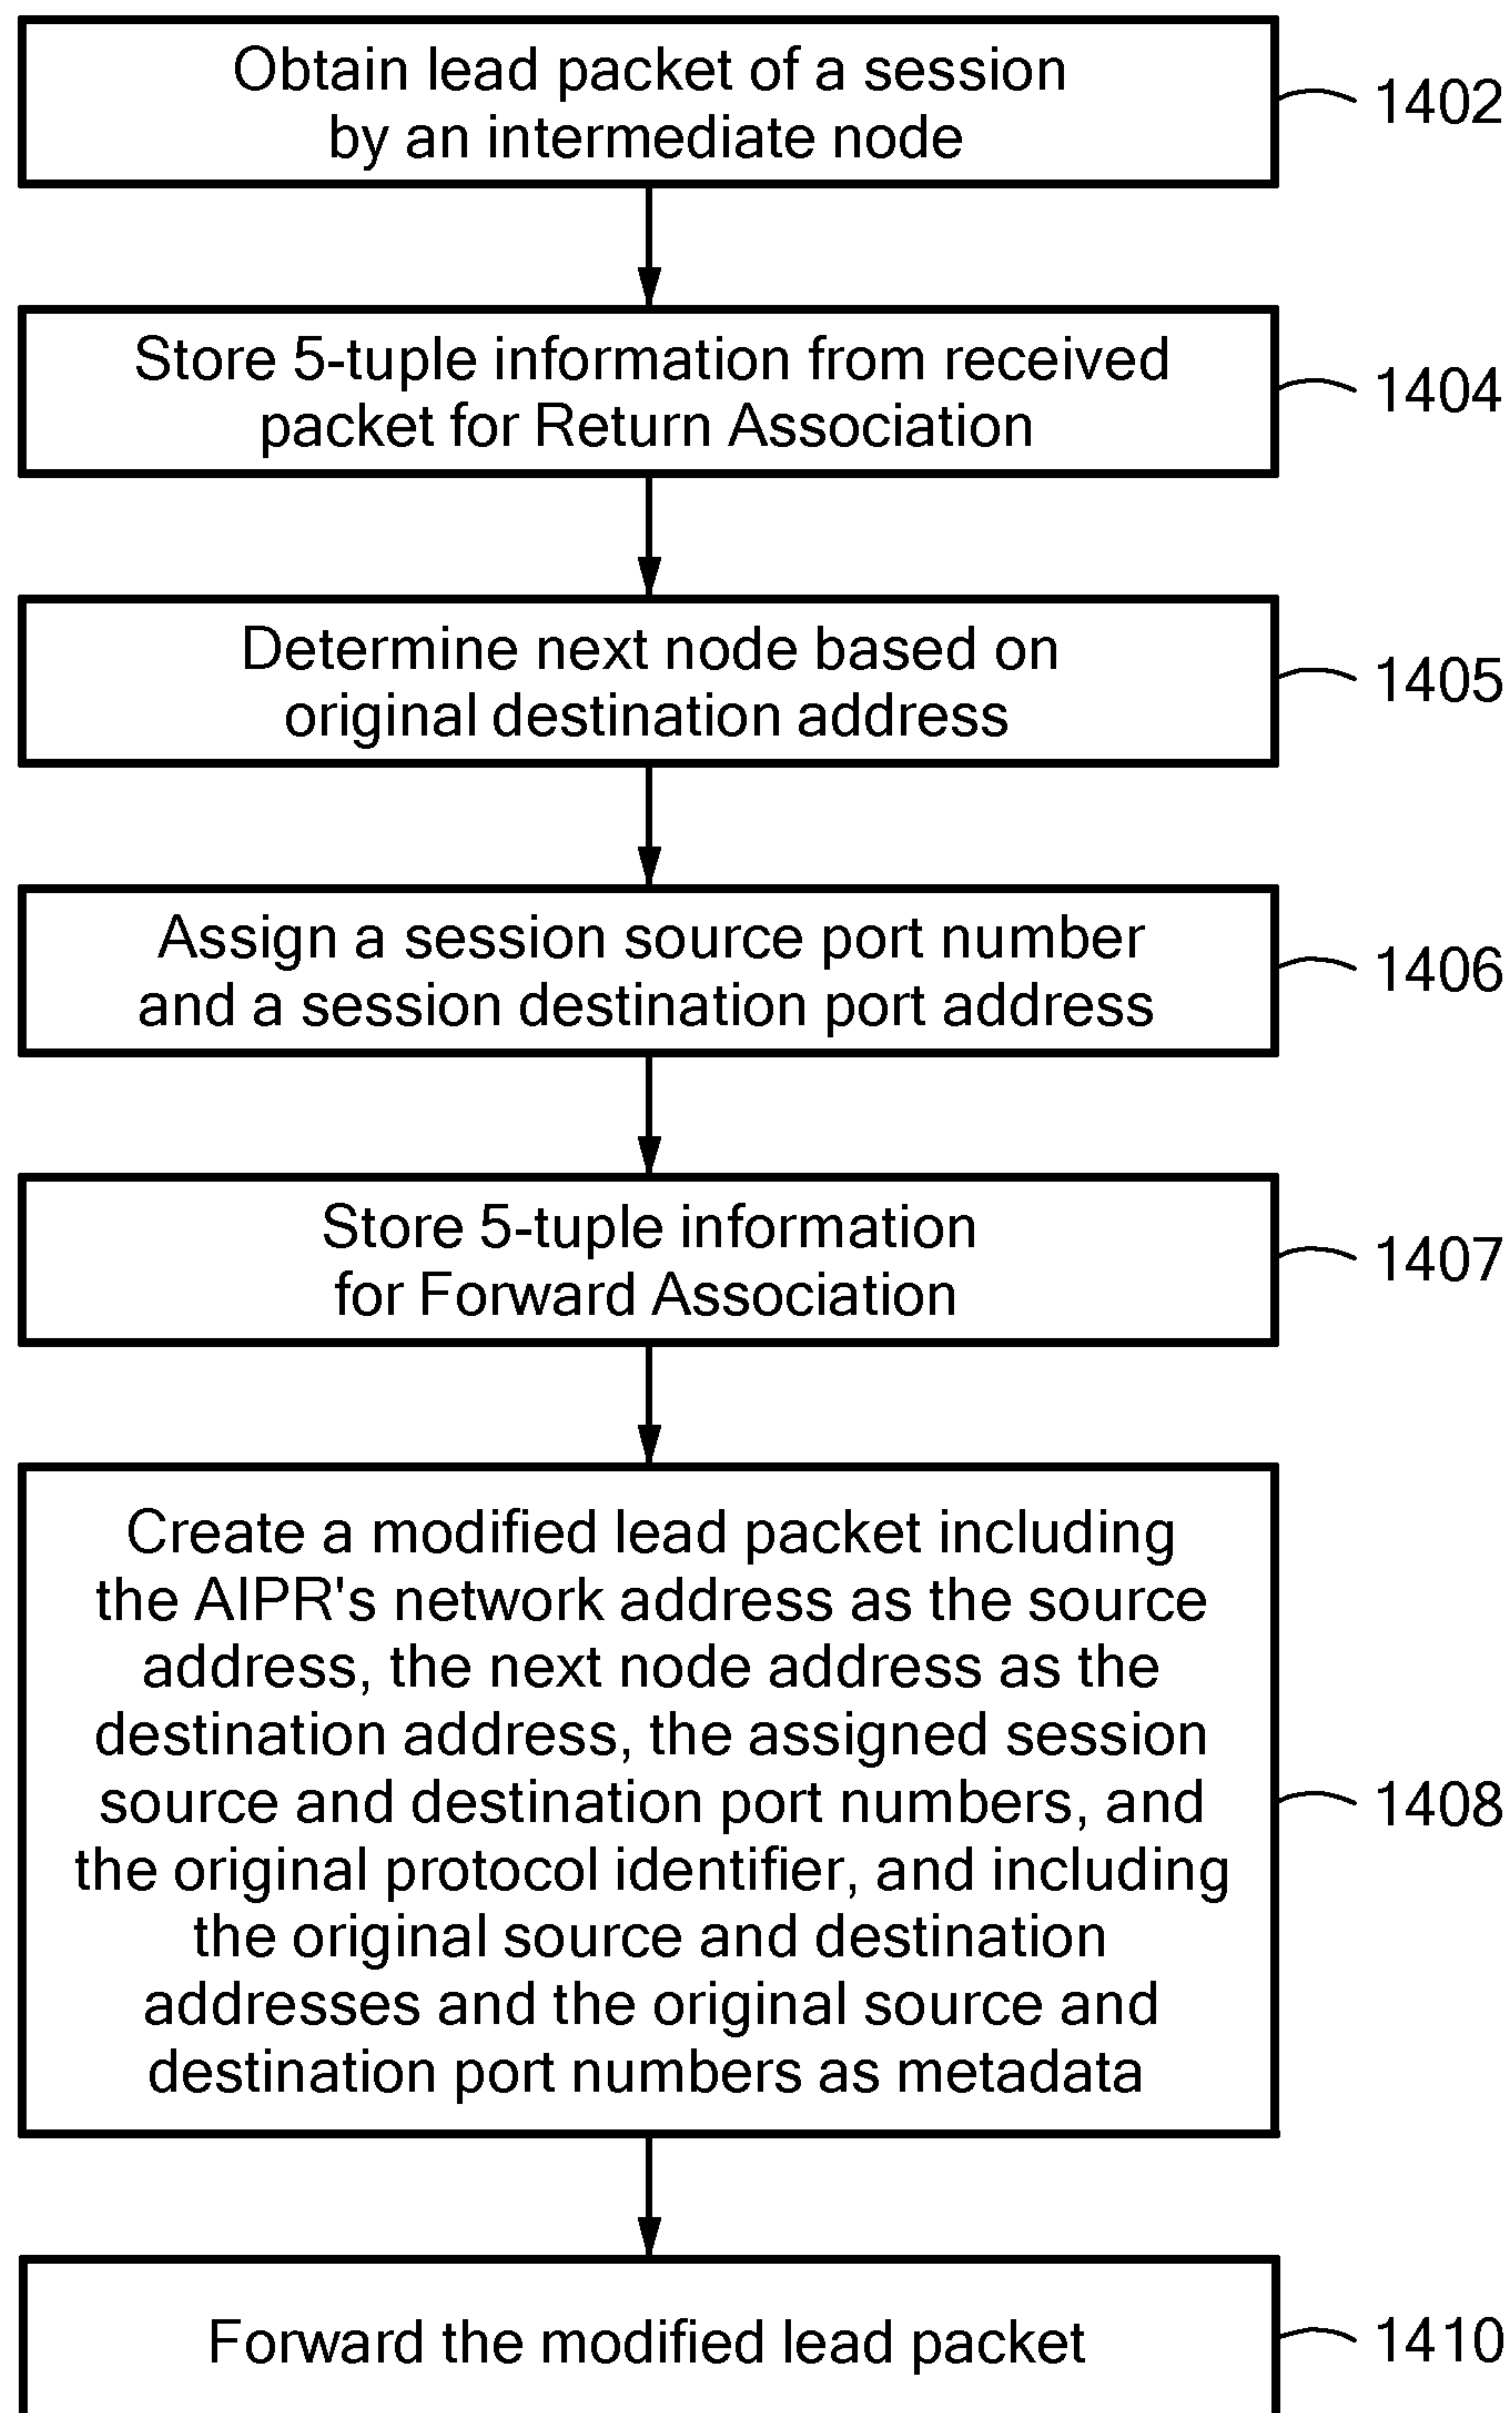 Obtain lead packet of a session
by an intermediate node
1402
Store 5-tuple information from received
packet for Return Association
1404
Determine next node based on
original destination address
1405
Assign a session source port number
and a session destination port address
1406
Store 5-tuple information
for Forward Association
1407
Create a modified lead packet including
the AIPR's network address as the source
address, the next node address as the
destination address, the assigned session
source and destination port numbers, and
the original protocol identifier, and including
the original source and destination
addresses and the original source and
destination port numbers as metadata
1408
Forward the modified lead packet
1410